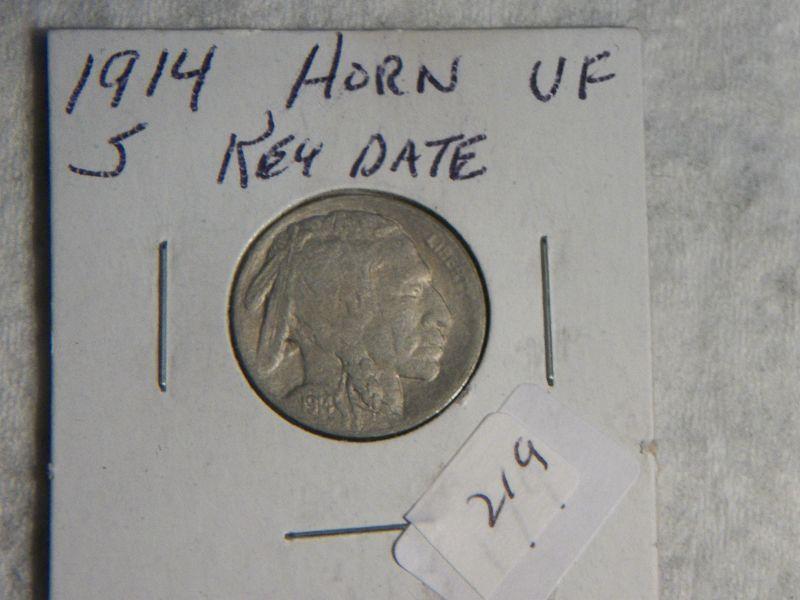 1914 HORN VF
5 KEY DATE
LIBERTY
1914
219